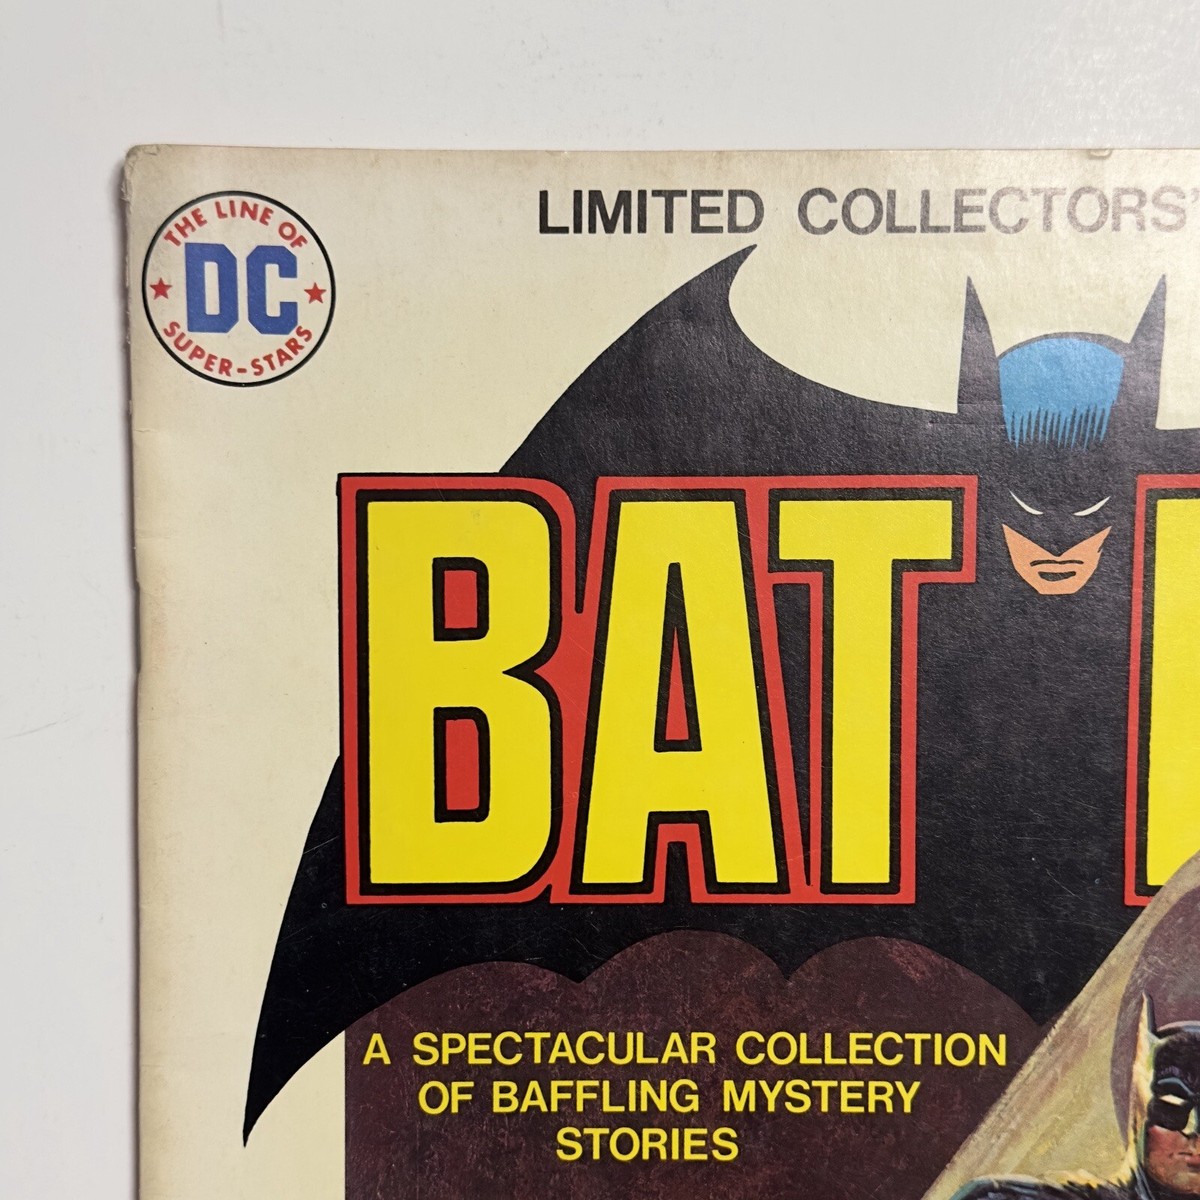 THE LINE OF
DC
SUPER-STARS
LIMITED COLLECTORS'
BAT
A SPECTACULAR COLLECTION
OF BAFFLING MYSTERY
STORIES